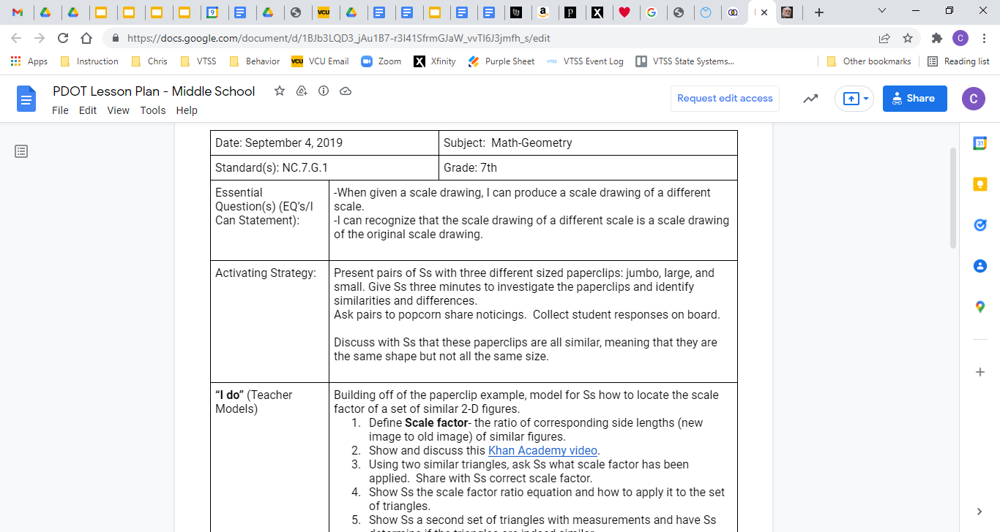 VCU
a
https://docs.google.com/document/d/1BJb3LQD3_jAu1B7-r3I41SfrmGJaW_vvTI6J3jmfh_s/edit
C
Apps Instruction Chris VTSS Behavior VCU VCU Email Zoom Xfinity Purple Sheet VTSS VTSS Event Log VTSS State Systems... Other bookmarks Reading list
PDOT Lesson Plan - Middle School
File Edit View Tools Help
Request edit access
Share
C
31
Date: September 4, 2019
Subject:  Math-Geometry
Standard(s): NC.7.G.1
Grade: 7th
Essential
Question(s) (EQ's/I
Can Statement):
-When given a scale drawing, I can produce a scale drawing of a different
scale.
-I can recognize that the scale drawing of a different scale is a scale drawing
of the original scale drawing.
Activating Strategy:
Present pairs of Ss with three different sized paperclips: jumbo, large, and
small. Give Ss three minutes to investigate the paperclips and identify
similarities and differences.
Ask pairs to popcorn share noticings.  Collect student responses on board.
Discuss with Ss that these paperclips are all similar, meaning that they are
the same shape but not all the same size.
“I do” (Teacher
Models)
Building off of the paperclip example, model for Ss how to locate the scale
factor of a set of similar 2-D figures.
1. Define Scale factor- the ratio of corresponding side lengths (new
image to old image) of similar figures.
2. Show and discuss this Khan Academy video.
3. Using two similar triangles, ask Ss what scale factor has been
applied.  Share with Ss correct scale factor.
4. Show Ss the scale factor ratio equation and how to apply it to the set
of triangles.
5. Show Ss a second set of triangles with measurements and have Ss
determine if the triangles are indeed similar